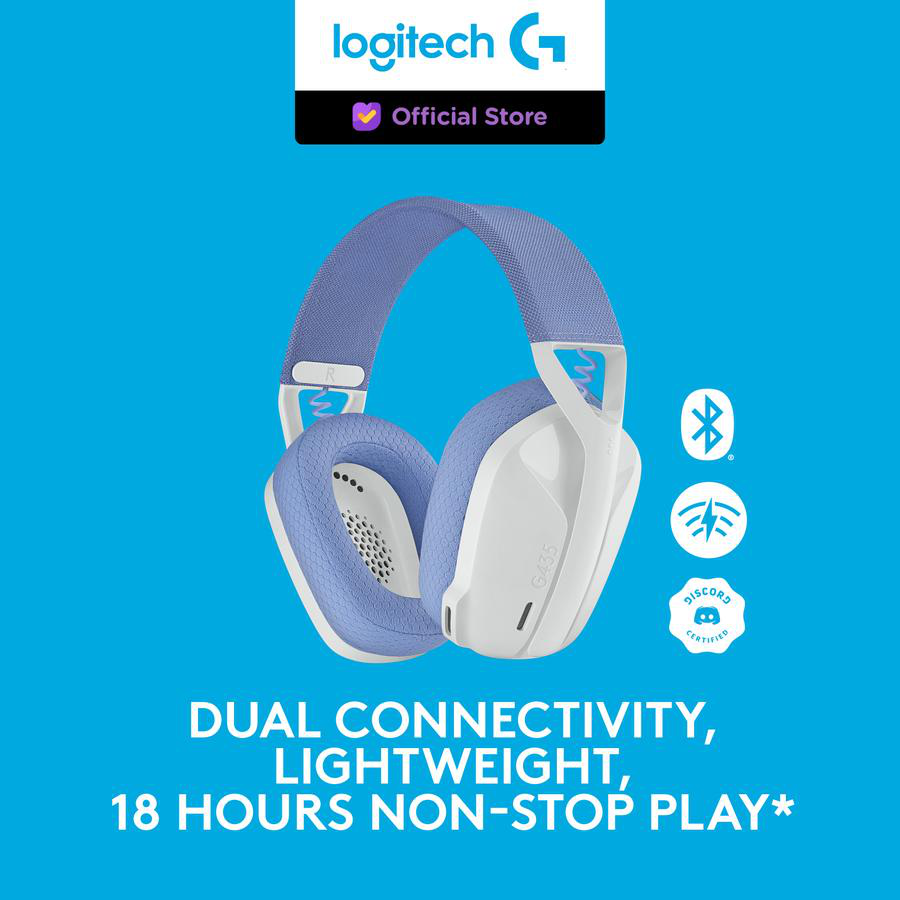 logitech G
Official Store
R
G435
DISCORD
CERTIFIED
DUAL CONNECTIVITY,
LIGHTWEIGHT,
18 HOURS NON-STOP PLAY*